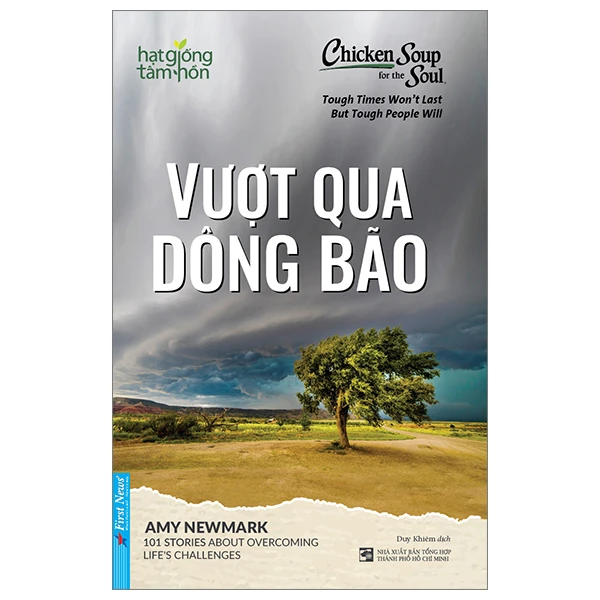 hạt giống
tâm hồn
Chicken Soup
for the
Soul
Tough Times Won't Last
But Tough People Will
VƯỢT QUA
DÔNG BÃO
First News
AMY NEWMARK
101 STORIES ABOUT OVERCOMING
LIFE'S CHALLENGES
Duy Khiêm dịch
NHÀ XUẤT BẢN TỔNG HỢP
THÀNH PHỐ HỒ CHÍ MINH